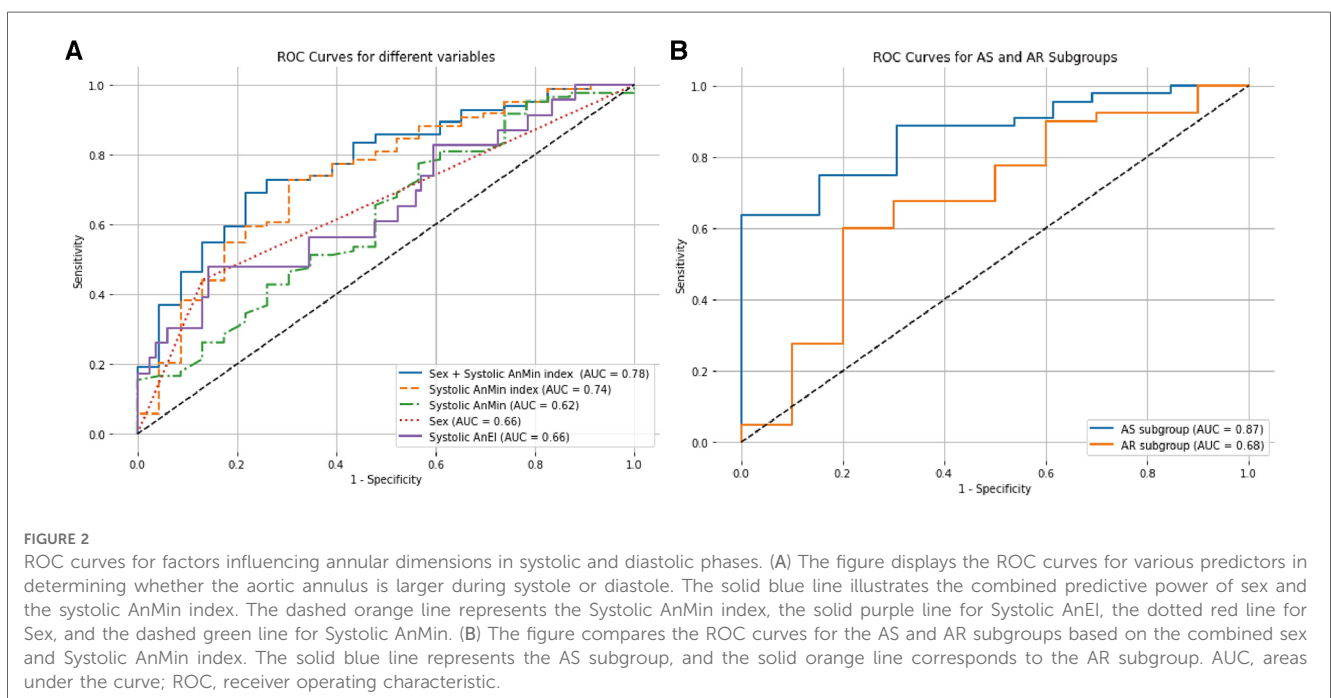 A
ROC Curves for different variables
Sensitivity
1.0
0.8
0.6
0.4
0.2
0.0
Sex + Systolic AnMin index (AUC = 0.78)
Systolic AnMin index (AUC = 0.74)
Systolic AnMin (AUC = 0.62)
Sex (AUC = 0.66)
Systolic AnEI (AUC = 0.66)
0.0 0.2 0.4 0.6 0.8 1.0
1 - Specificity
B
ROC Curves for AS and AR Subgroups
Sensitivity
1.0
0.8
0.6
0.4
0.2
0.0
AS subgroup (AUC = 0.87)
AR subgroup (AUC = 0.68)
0.0 0.2 0.4 0.6 0.8 1.0
1 - Specificity
FIGURE 2
ROC curves for factors influencing annular dimensions in systolic and diastolic phases. (A) The figure displays the ROC curves for various predictors in
determining whether the aortic annulus is larger during systole or diastole. The solid blue line illustrates the combined predictive power of sex and
the systolic AnMin index. The dashed orange line represents the Systolic AnMin index, the solid purple line for Systolic AnEI, the dotted red line for
Sex, and the dashed green line for Systolic AnMin. (B) The figure compares the ROC curves for the AS and AR subgroups based on the combined sex
and Systolic AnMin index. The solid blue line represents the AS subgroup, and the solid orange line corresponds to the AR subgroup. AUC, areas
under the curve; ROC, receiver operating characteristic.